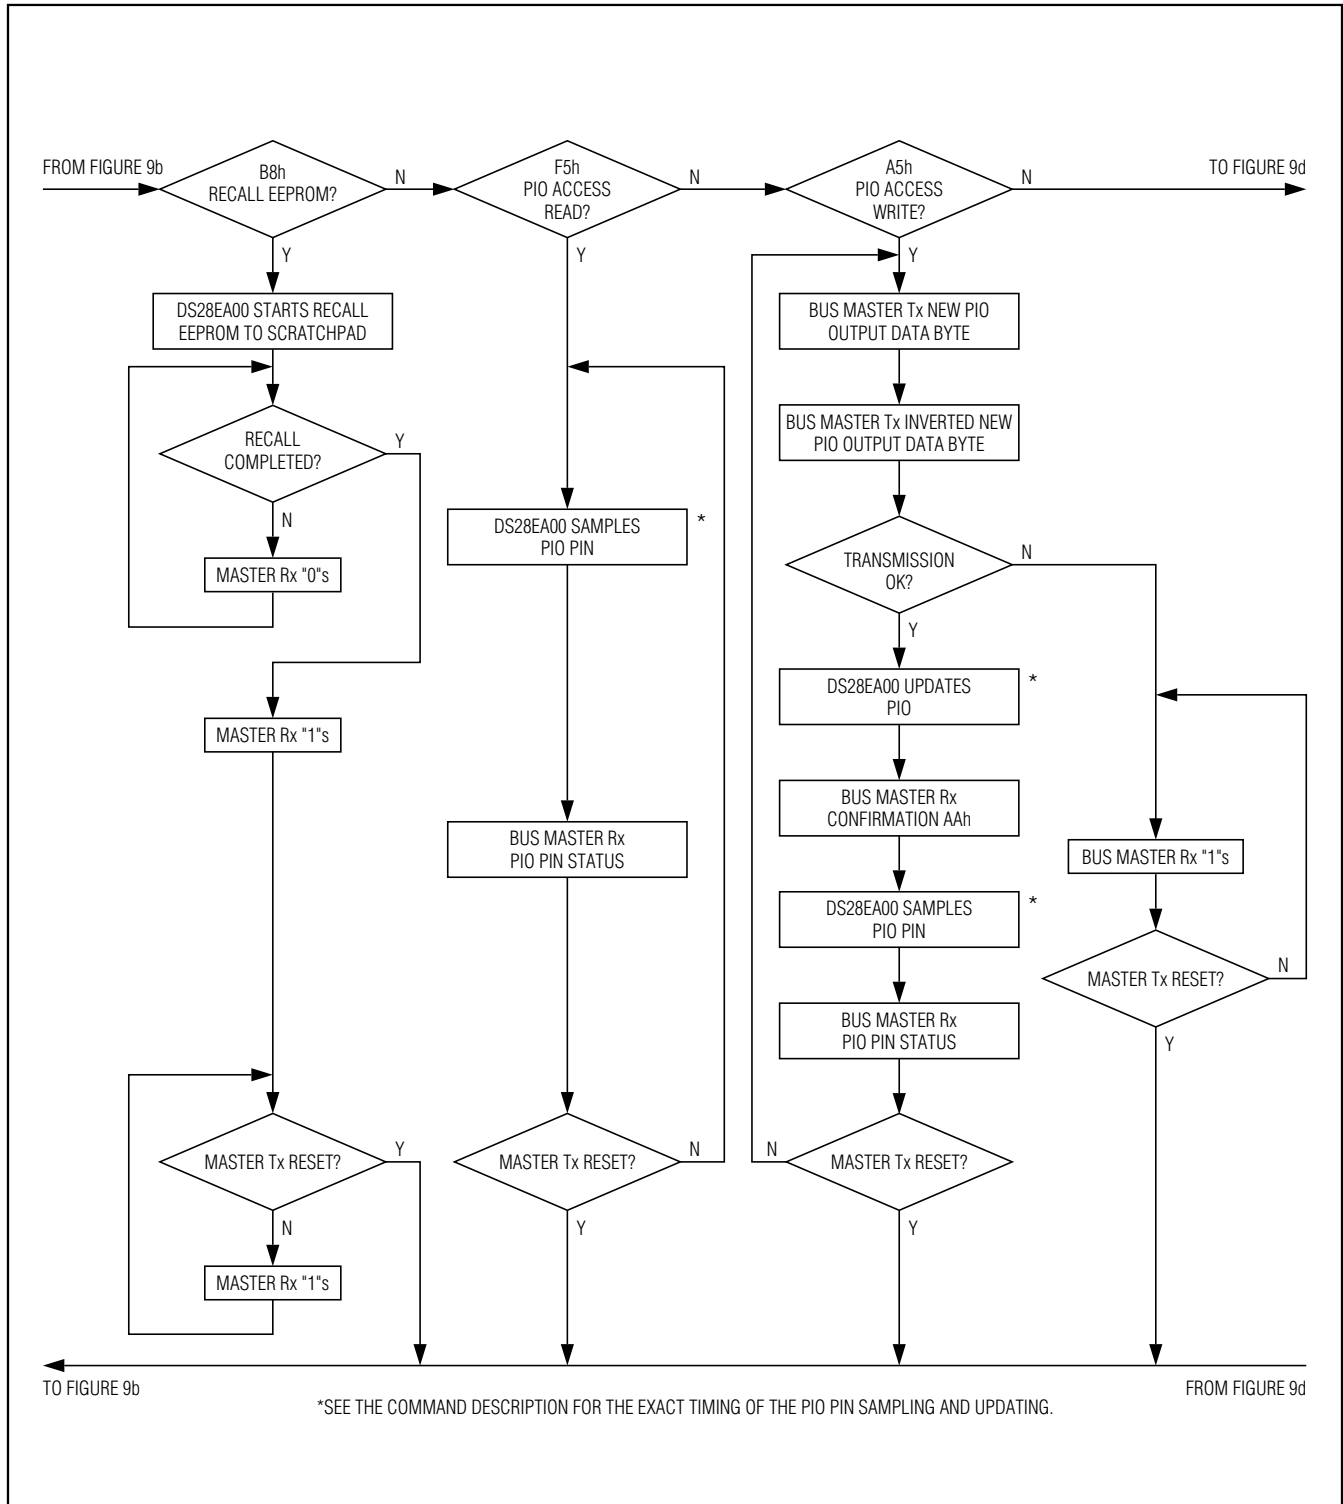 FROM FIGURE 9b
B8h
RECALL EEPROM?
N
Y
F5h
PIO ACCESS
READ?
N
Y
A5h
PIO ACCESS
WRITE?
N
Y
TO FIGURE 9d
DS28EA00 STARTS RECALL
EEPROM TO SCRATCHPAD
RECALL
COMPLETED?
Y
N
MASTER Rx "0"s
MASTER Rx "1"s
MASTER Tx RESET?
Y
N
MASTER Rx "1"s
DS28EA00 SAMPLES
PIO PIN
*
BUS MASTER Rx
PIO PIN STATUS
MASTER Tx RESET?
N
Y
BUS MASTER Tx NEW PIO
OUTPUT DATA BYTE
BUS MASTER Tx INVERTED NEW
PIO OUTPUT DATA BYTE
TRANSMISSION
OK?
N
Y
DS28EA00 UPDATES
PIO
*
BUS MASTER Rx
CONFIRMATION AAh
DS28EA00 SAMPLES
PIO PIN
*
BUS MASTER Rx
PIO PIN STATUS
MASTER Tx RESET?
N
Y
BUS MASTER Rx "1"s
MASTER Tx RESET?
N
Y
TO FIGURE 9b
FROM FIGURE 9d
*SEE THE COMMAND DESCRIPTION FOR THE EXACT TIMING OF THE PIO PIN SAMPLING AND UPDATING.